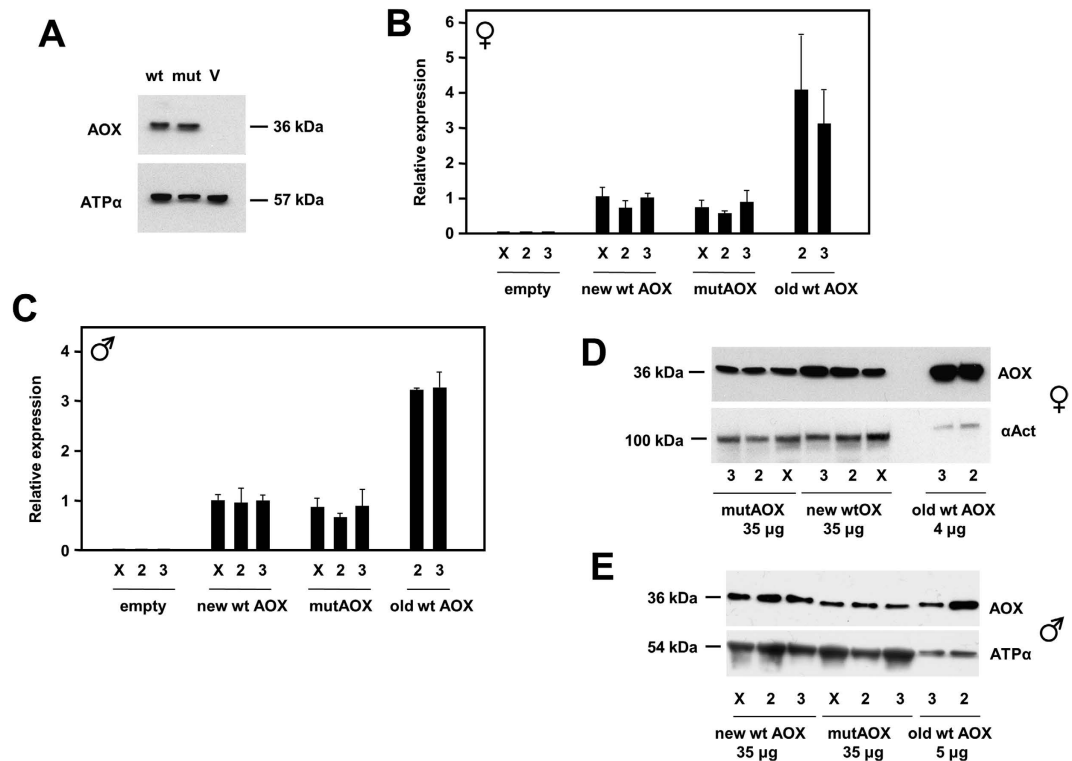 A
wt mut V
AOX
36 kDa
ATPα
57 kDa
B
♀
Relative expression
6
5
4
3
2
1
0
X 2 3 X 2 3 X 2 3 2 3
empty new wt AOX mutAOX old wt AOX
C
♂
Relative expression
4
3
2
1
0
X 2 3 X 2 3 X 2 3 2 3
empty new wt AOX mutAOX old wt AOX
D
36 kDa
AOX
♀
αAct
100 kDa
3 2 X 3 2 X 3 2
mutAOX new wtOX old wt AOX
35 µg 35 µg 4 µg
E
36 kDa
AOX
♂
54 kDa
ATPα
X 2 3 X 2 3 3 2
new wt AOX mutAOX old wt AOX
35 µg 35 µg 5 µg